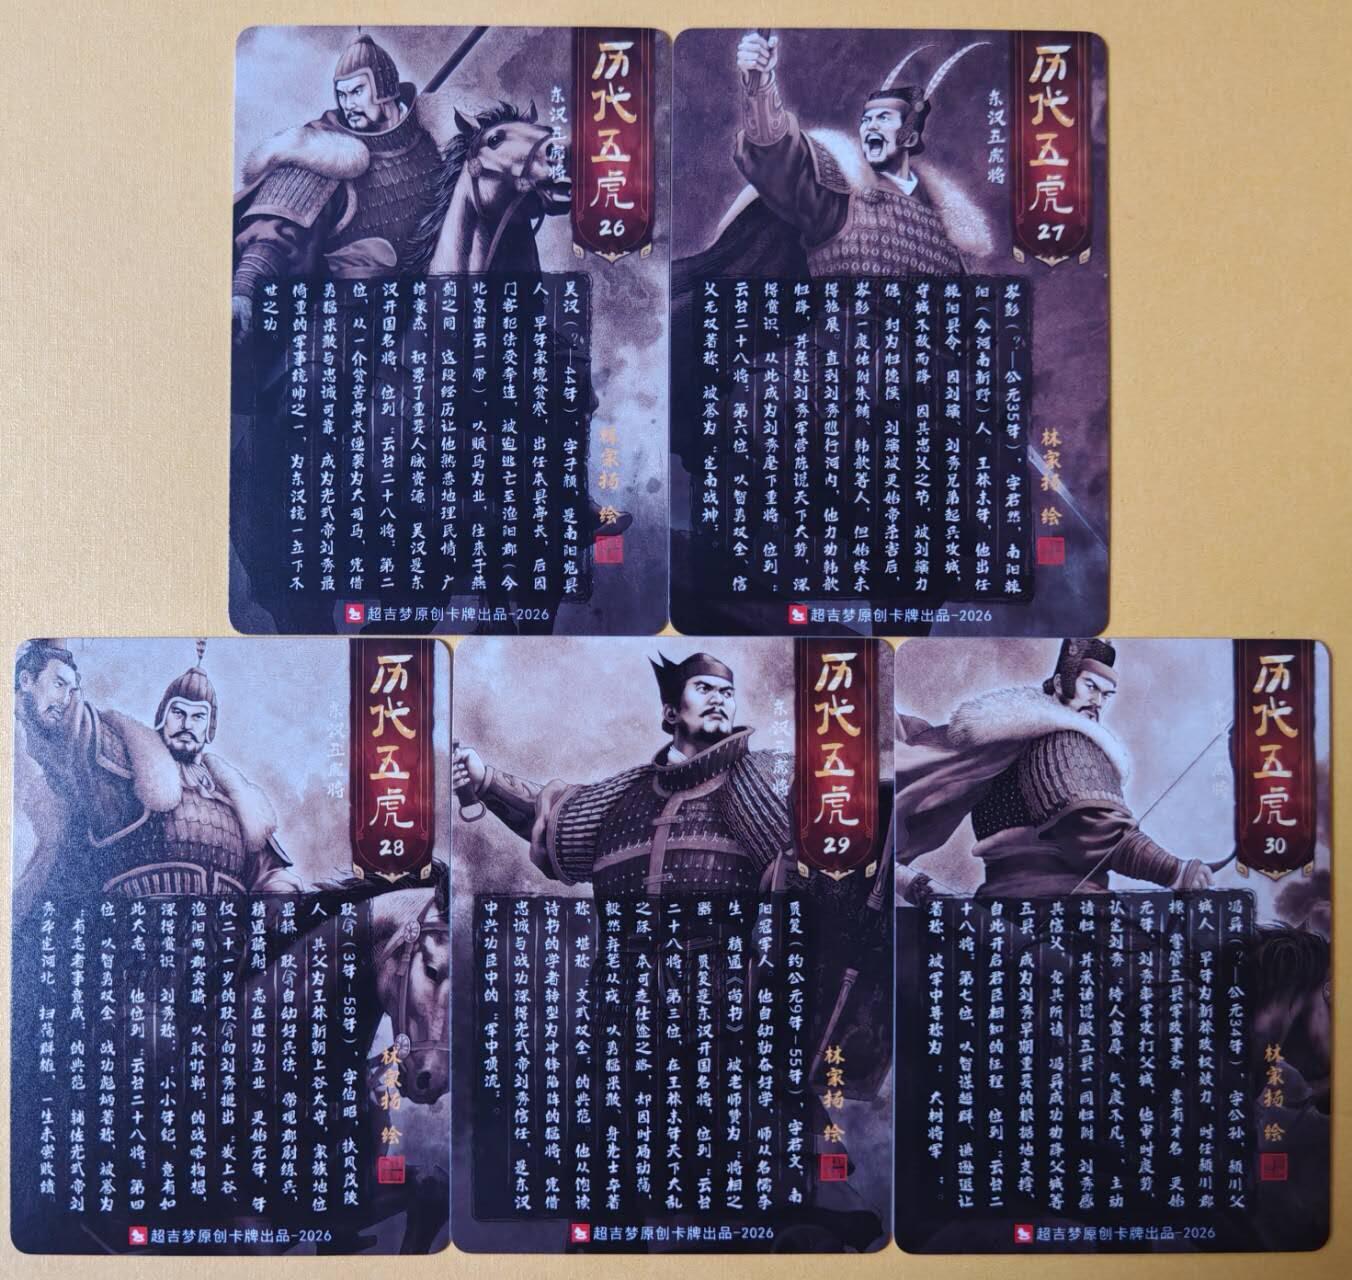 历代五虎
26
东汉五虎将
吴汉（？—44年），字子颜，是南阳宛县
人。早年家境贫寒，出任本县亭长，后因
门客犯法受牵连，被迫逃亡至渔阳郡（今
北京密云一带），以贩马为业，往来于燕
蓟之间。这段经历让他熟悉地理民情，广
结豪杰，积累了重要人脉资源。吴汉是东
汉开国名将，位列：云台二十八将：第二
位，从一介贫苦亭长逆袭为大司马，凭借
勇猛果敢与忠诚可靠，成为光武帝刘秀最
倚重的军事统帅之一，为东汉统一立下不
世之功。
林家扬 绘
超吉梦原创卡牌出品-2026
历代五虎
27
东汉五虎将
岑彭（？—公元35年），字君然，南阳棘
阳（今河南新野）人。王莽末年，他出任
棘阳县令，因刘縯、刘秀兄弟起兵攻城，
守城不敌而降，因其忠义之节，被刘縯力
保，封为归德侯。刘縯被更始帝杀害后，
岑彭一度依附朱鲔、韩歆等人，但始终未
得施展。直到刘秀巡行河内，他力劝韩歆
归降，并亲赴刘秀军营陈说天下大势，深
得赏识，从此成为刘秀麾下重将。位列：
云台二十八将：第六位，以智勇双全、信
义无双著称，被誉为：定南战神：。
林家扬 绘
超吉梦原创卡牌出品-2026
历代五虎
28
东汉五虎将
耿弇（3年-58年），字伯昭，扶风茂陵
人，其父为王莽新朝上谷太守，家族地位
显赫。耿弇自幼好兵法，常观郡尉练兵，
精通骑射，志在建功立业。更始元年，年
仅二十一岁的耿弇向刘秀提出：发上谷、
渔阳两郡突骑，以取邯郸：的战略构想，
深得赏识，刘秀称：：小小年纪，竟有如
此大志：。他位列：云台二十八将：第四
位，以智勇双全、战功彪炳著称，被誉为
：有志者事竟成：的典范，辅佐光武帝刘
秀平定河北，扫荡群雄，一生未尝败绩
林家扬 绘
超吉梦原创卡牌出品-2026
历代五虎
29
东汉五虎将
贾复（约公元9年-55年），字君文，南
阳冠军人。他自幼勤奋好学，师从名儒李
生，精通《尚书》，被老师赞为：将相之
器：。贾复是东汉开国名将，位列：云台
二十八将：第三位，在王莽末年天下大乱
之际，本可走仕途之路，却因时局动荡，
毅然弃笔从戎，以勇猛果敢、身先士卒著
称，堪称：文武双全：的典范。他从饱读
诗书的学者转型为冲锋陷阵的猛将，凭借
忠诚与战功深得光武帝刘秀信任，是东汉
中兴功臣中的：军中顶流：。
林家扬 绘
超吉梦原创卡牌出品-2026
历代五虎
30
冯异（？—公元34年），字公孙，颍川父
城人，早年为新莽政权效力，时任颍川郡
掾，督管五县军政事务，素有才名。更始
元年，刘秀率军攻打父城，他审时度势，
认定刘秀：待人宽厚，气度不凡：，主动
请归，并承诺说服五县一同归附，刘秀感
其信义，允其所请。冯异成功劝降父城等
五县，成为刘秀早期重要的根据地支撑，
自此开启君臣相知的征程。位列：云台二
十八将：第七位，以智谋超群、谦逊退让
著称，被军中尊称为：大树将军：。
林家扬 绘
超吉梦原创卡牌出品-2026